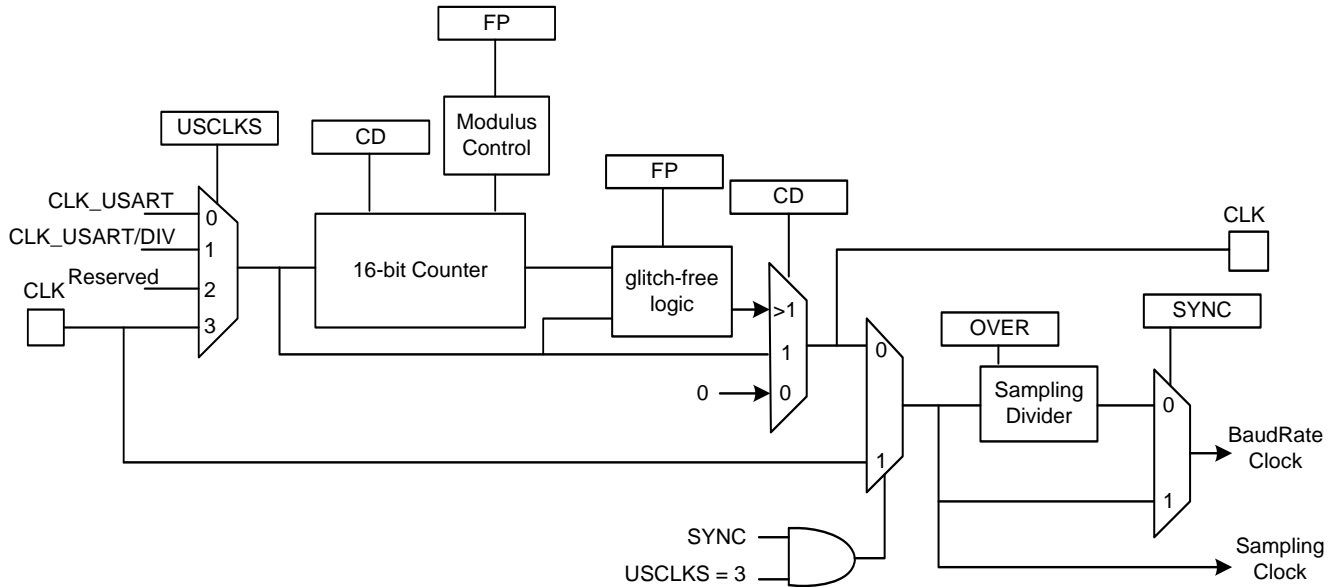 FP
USCLKS
CD
Modulus
Control
FP
CD
CLK_USART
0
CLK_USART/DIV
1
Reserved
2
CLK
3
16-bit Counter
glitch-free
logic
>1
1
0
0
CLK
0
1
OVER
SYNC
Sampling
Divider
0
1
BaudRate
Clock
SYNC
USCLKS = 3
Sampling
Clock